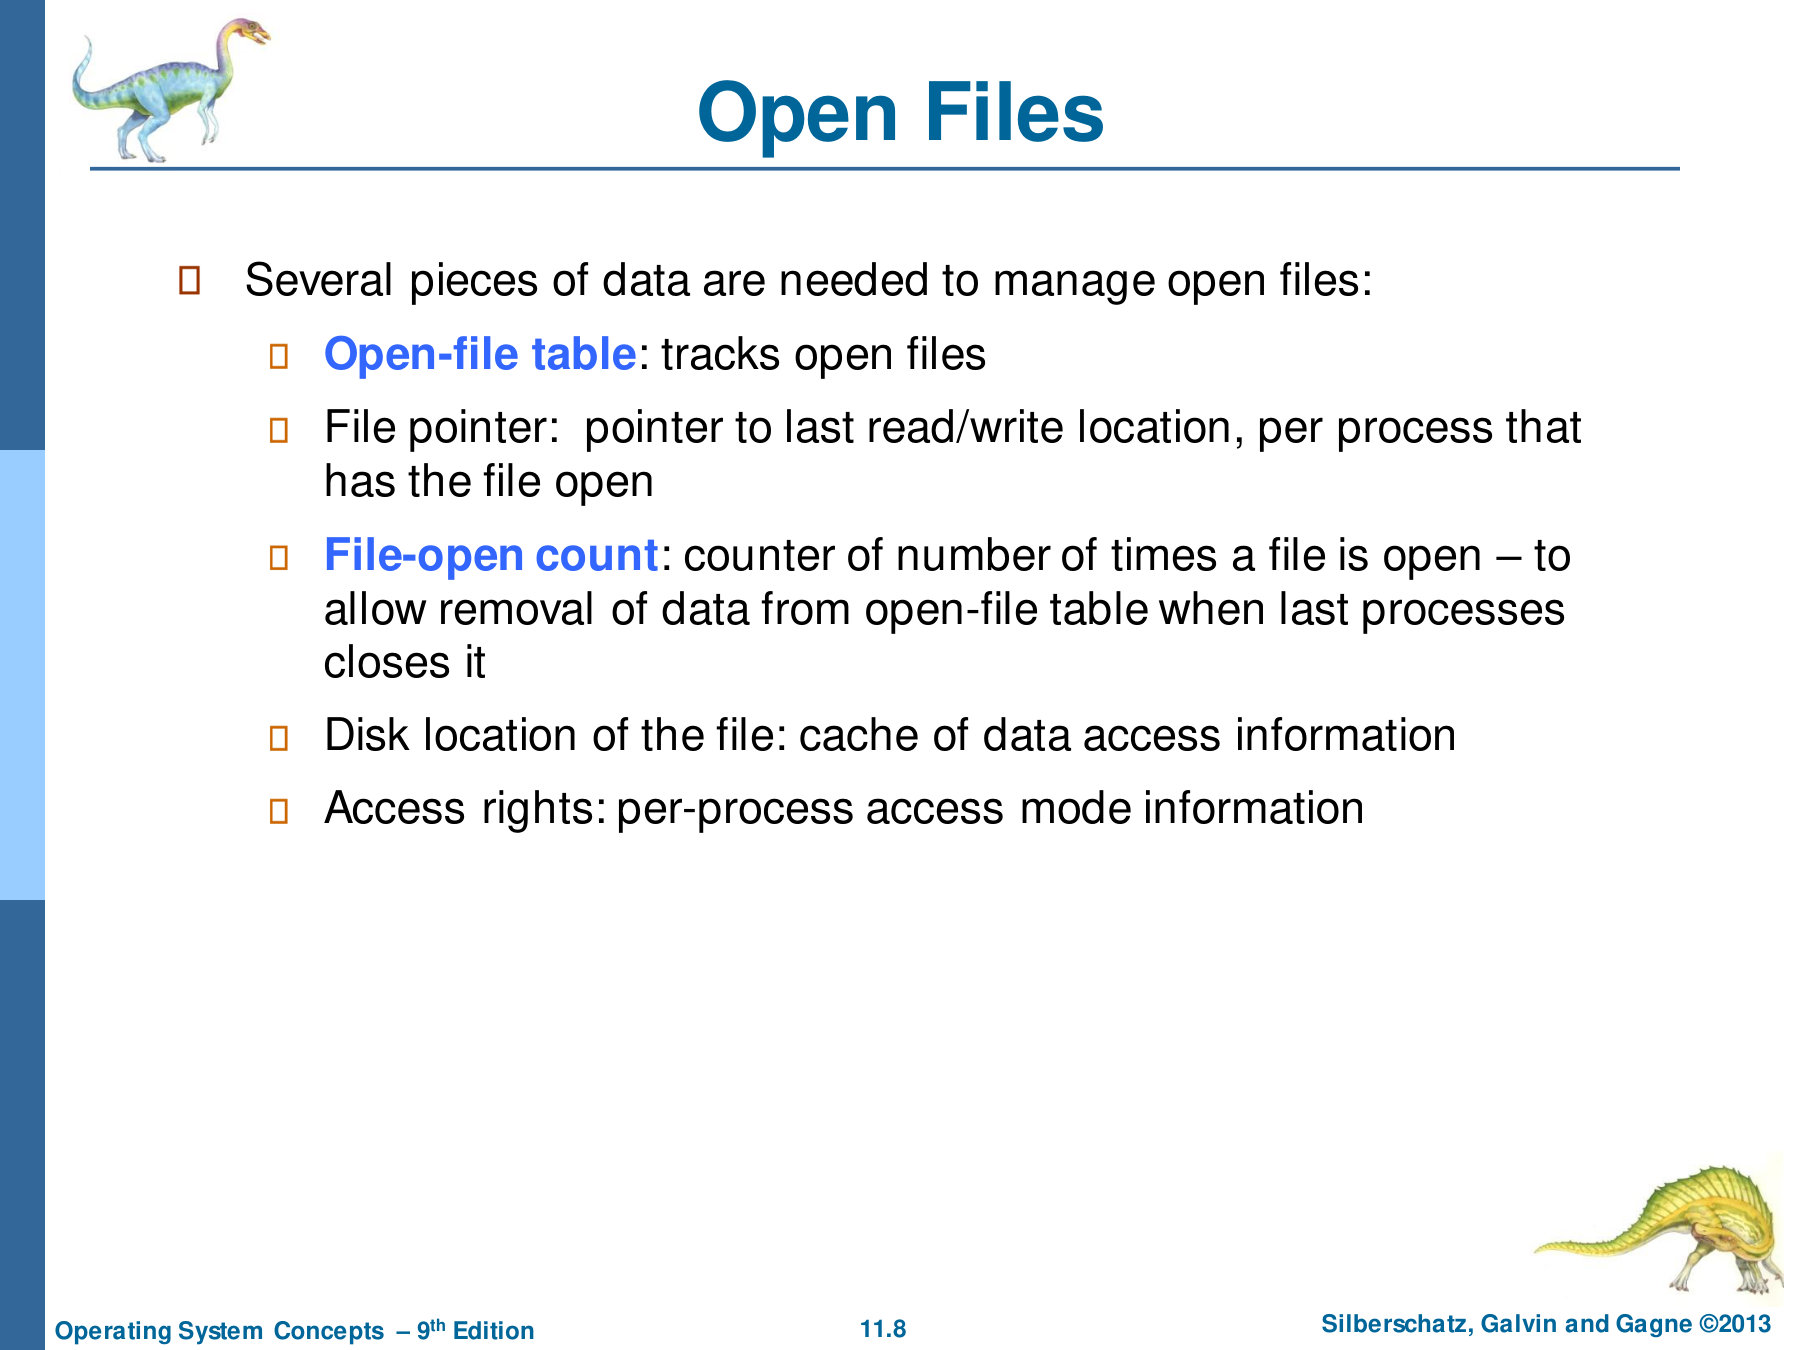 Open Files
Several pieces of data are needed to manage open files:
Open-file table: tracks open files
File pointer:  pointer to last read/write location, per process that
has the file open
File-open count: counter of number of times a file is open – to
allow removal of data from open-file table when last processes
closes it
Disk location of the file: cache of data access information
Access rights: per-process access mode information
Operating System Concepts – 9th Edition
11.8
Silberschatz, Galvin and Gagne ©2013